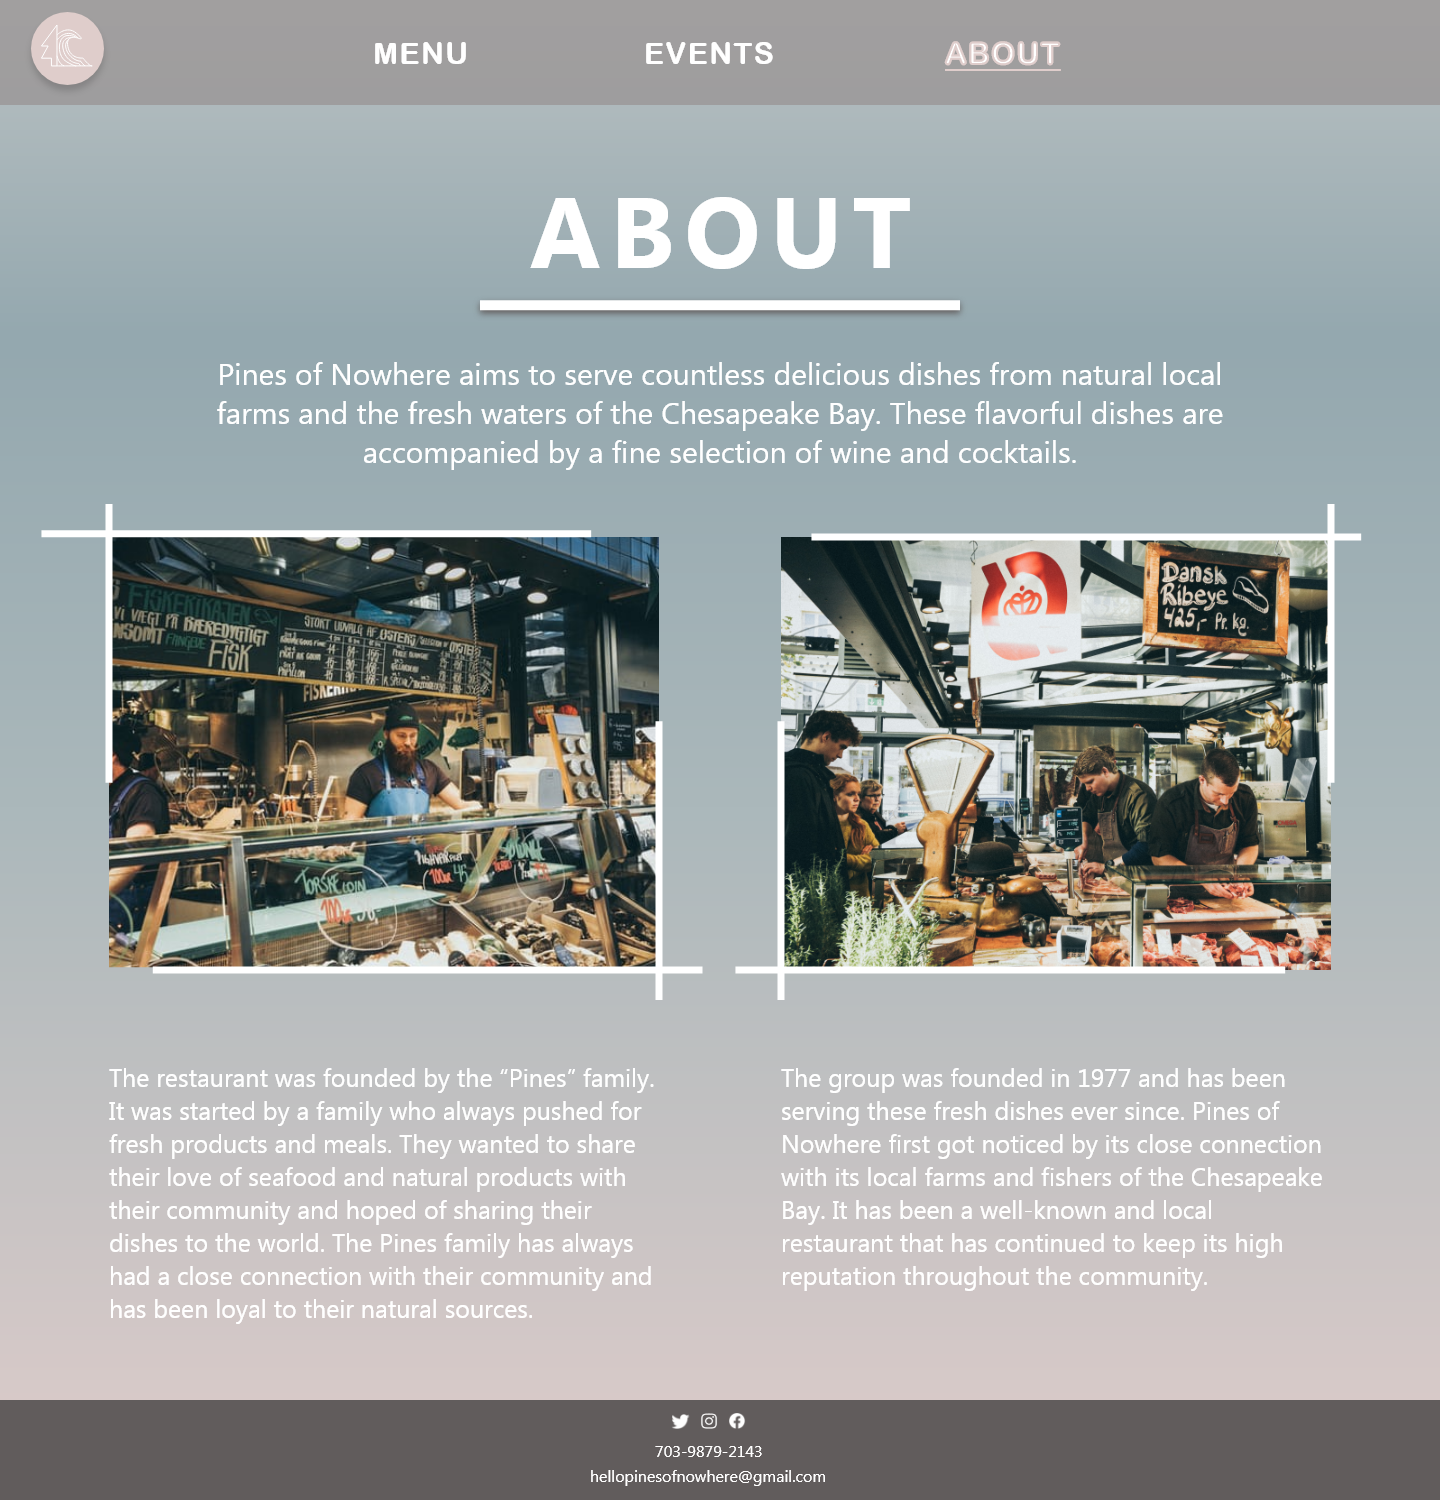 MENU
EVENTS
ABOUT
ABOUT
Pines of Nowhere aims to serve countless delicious dishes from natural local
farms and the fresh waters of the Chesapeake Bay. These flavorful dishes are
accompanied by a fine selection of wine and cocktails.
FISKERIKAJEN
VI VÆGT PÅ BÆREDYGTIGT
FANGEDE
FISK
STORT UDVALG AF ØSTERS
TORSKELOIN
100
Dansk
Ribeye
425,- Pr. kg.
The restaurant was founded by the “Pines” family.
It was started by a family who always pushed for
fresh products and meals. They wanted to share
their love of seafood and natural products with
their community and hoped of sharing their
dishes to the world. The Pines family has always
had a close connection with their community and
has been loyal to their natural sources.
The group was founded in 1977 and has been
serving these fresh dishes ever since. Pines of
Nowhere first got noticed by its close connection
with its local farms and fishers of the Chesapeake
Bay. It has been a well-known and local
restaurant that has continued to keep its high
reputation throughout the community.
703-9879-2143
hellopinesofnowhere@gmail.com